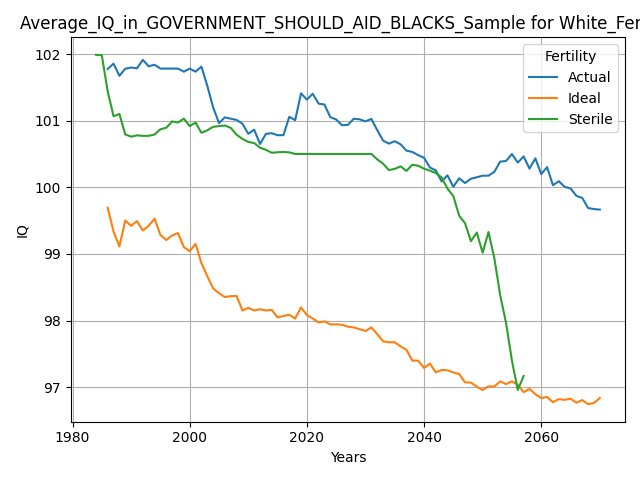 Average_IQ_in_GOVERNMENT_SHOULD_AID_BLACKS_Sample for White_Fer
102
101
100
99
98
97
IQ
1980
2000
2020
2040
2060
Years
Fertility
Actual
Ideal
Sterile